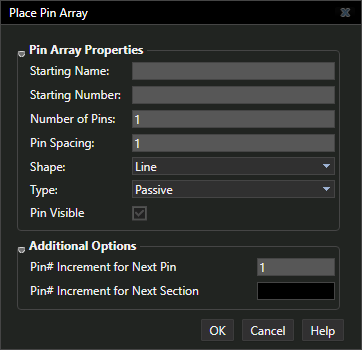 Place Pin Array
Pin Array Properties
Starting Name:
Starting Number:
Number of Pins: 1
Pin Spacing: 1
Shape: Line
Type: Passive
Pin Visible
Additional Options
Pin# Increment for Next Pin 1
Pin# Increment for Next Section
OK Cancel Help